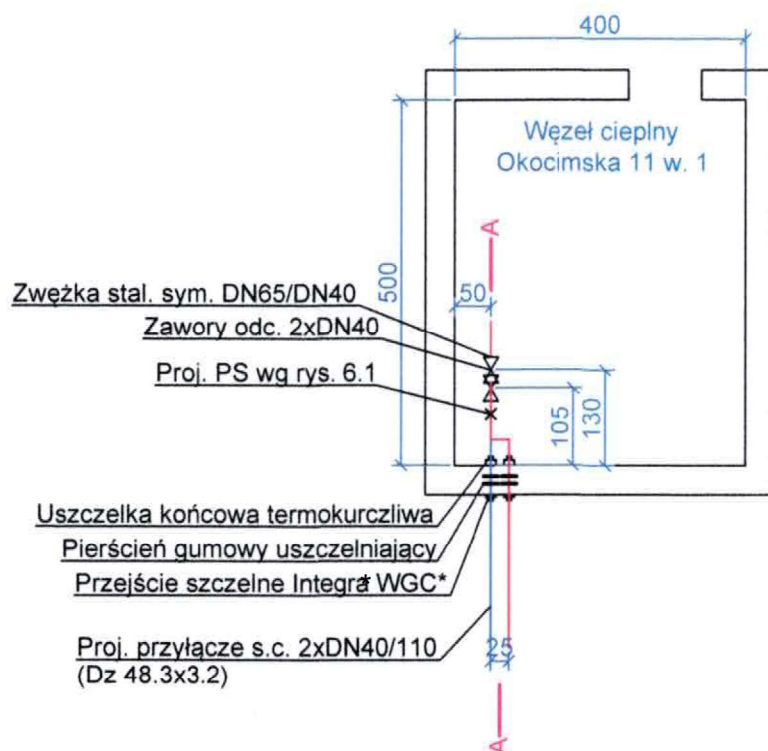 400
Węzeł cieplny
Okocimska 11 w. 1
A
500
50
Zwężka stal. sym. DN65/DN40
Zawory odc. 2xDN40
Proj. PS wg rys. 6.1
105
130
Uszczelka końcowa termokurczliwa
Pierścień gumowy uszczelniający
Przejście szczelne Integra* WGC*
Proj. przyłącze s.c. 2xDN40/110
(Dz 48.3x3.2)
25
A